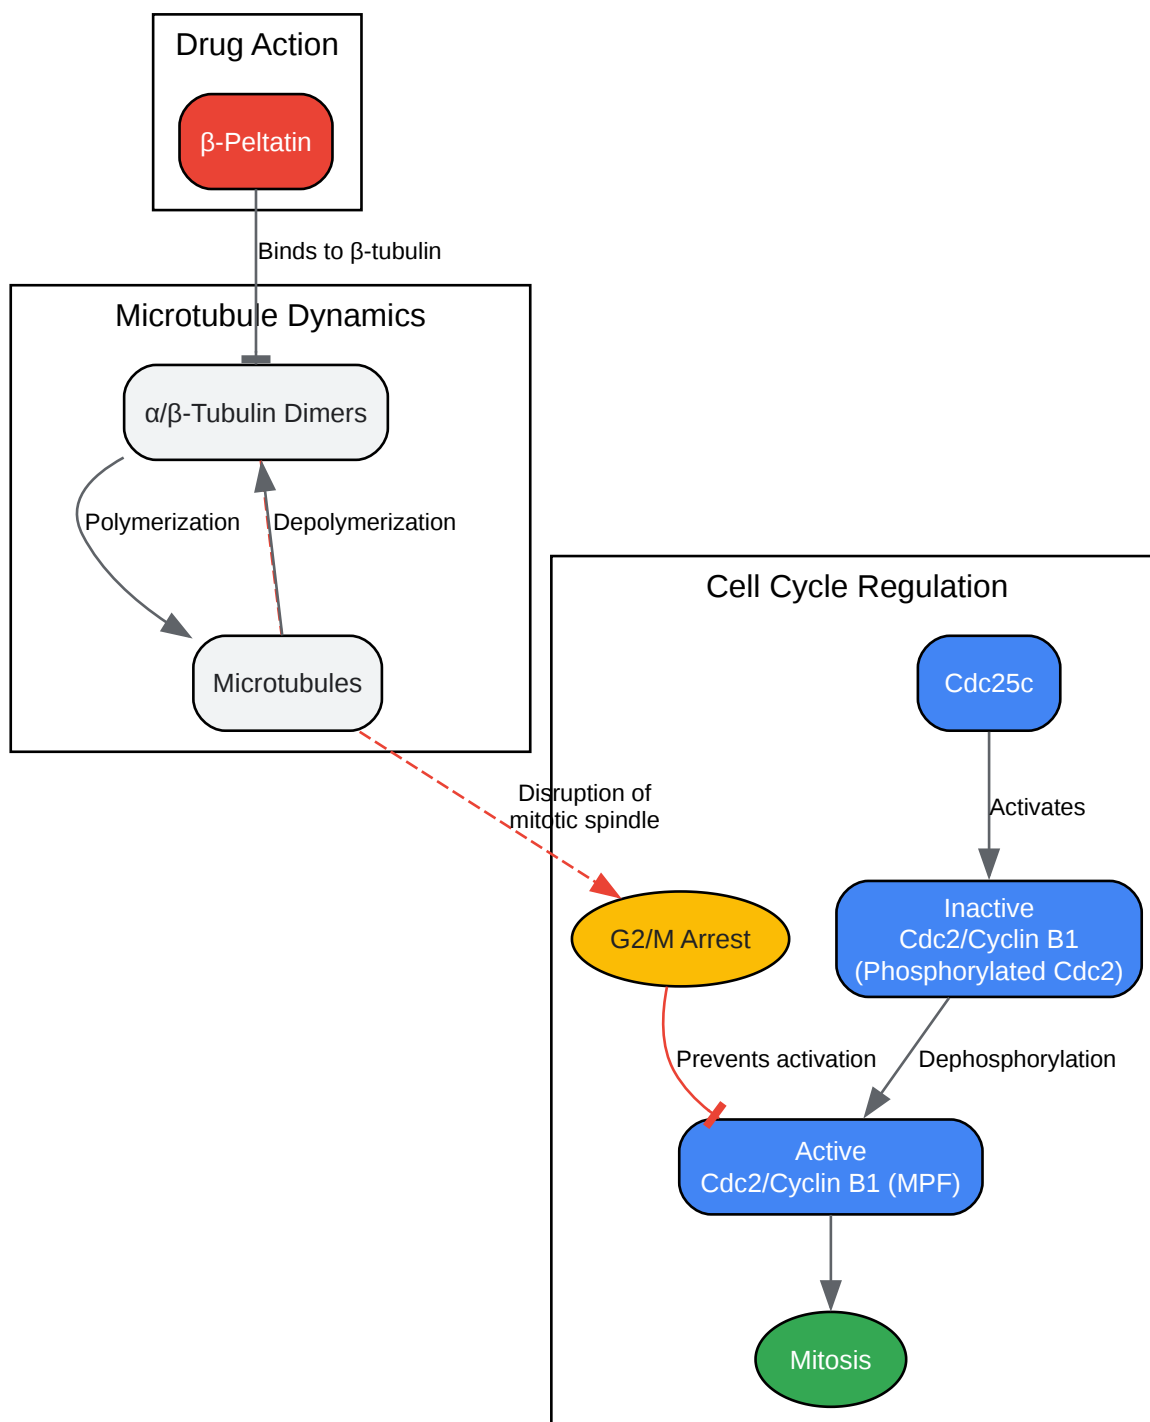 Drug Action
β-Peltatin
Binds to β-tubulin
Microtubule Dynamics
α/β-Tubulin Dimers
Polymerization
Depolymerization
Microtubules
Cell Cycle Regulation
Cdc25c
Disruption of
mitotic spindle
Activates
G2/M Arrest
Inactive
Cdc2/Cyclin B1
(Phosphorylated Cdc2)
Prevents activation
Dephosphorylation
Active
Cdc2/Cyclin B1 (MPF)
Mitosis